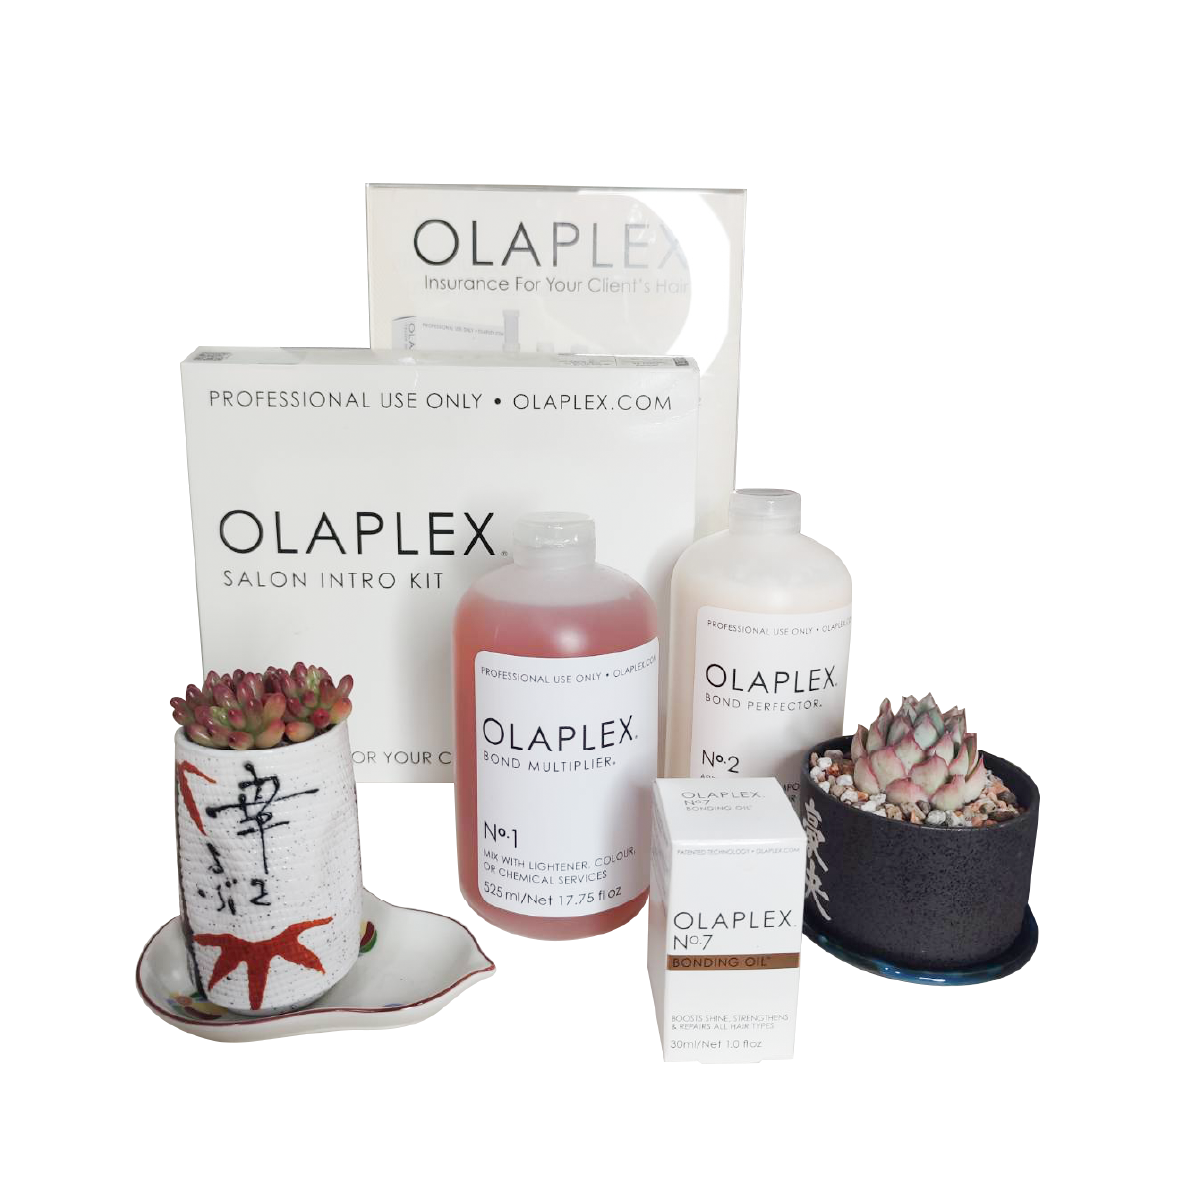 OLAPLEX
Insurance For Your Client's Hair
PROFESSIONAL USE ONLY • OLAPLEX.COM
OLAPLEX
SALON INTRO KIT
FOR YOUR C
PROFESSIONAL USE ONLY • OLAPLEX.COM
OLAPLEX
BOND MULTIPLIER
No.1
MIX WITH LIGHTENER, COLOUR,
OR CHEMICAL SERVICES
525 ml/Net 17.75 fl oz
PROFESSIONAL USE ONLY • OLAPLEX.
OLAPLEX
BOND PERFECTOR
No.2
OLAPLEX
No.7
BONDING OIL
PATENTED TECHNOLOGY • OLAPLEX.COM
OLAPLEX
No.7
BONDING OIL
BOOSTS SHINE, STRENGTHENS
& REPAIRS ALL HAIR TYPES
30ml/Net 1.0 fl oz